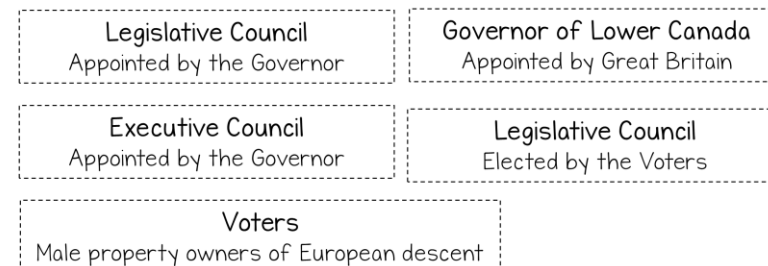 Legislative Council
Appointed by the Governor
Governor of Lower Canada
Appointed by Great Britain
Executive Council
Appointed by the Governor
Legislative Council
Elected by the Voters
Voters
Male property owners of European descent